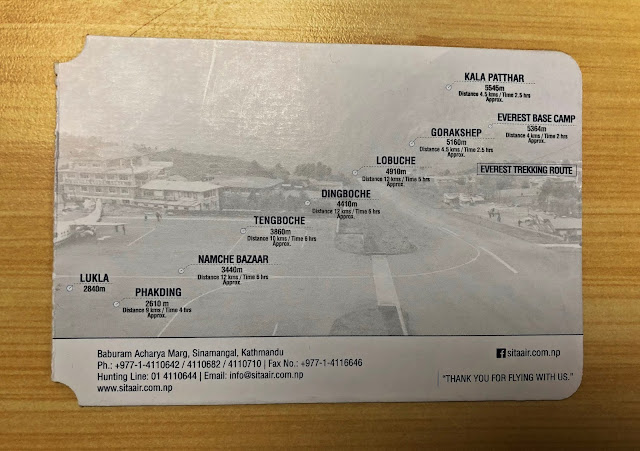 KALA PATTHAR
5545m
Distance 4.5 kms / Time 2.5 hrs
Approx.
EVEREST BASE CAMP
5364m
Distance 4 kms / Time 2 hrs
Approx.
GORAKSHEP
5160m
Distance 4.5 kms / Time 2.5 hrs
Approx.
EVEREST TREKKING ROUTE
LOBUCHE
4910m
Distance 12 kms / Time 5 hrs
Approx.
DINGBOCHE
4410m
Distance 12 kms / Time 5 hrs
Approx.
TENGBOCHE
3860m
Distance 10 kms / Time 6 hrs
Approx.
NAMCHE BAZAAR
3440m
Distance 12 kms / Time 6 hrs
Approx.
LUKLA
2840m
PHAKDING
2610 m
Distance 9 kms / Time 4 hrs
Approx.
Baburam Acharya Marg, Sinamangal, Kathmandu
Ph.: +977-1-4110642 / 4110682 / 4110710 | Fax No.: +977-1-4116646
Hunting Line: 01 4110644 | Email: info@sitaair.com.np
www.sitaair.com.np
f sitaair.com.np
"THANK YOU FOR FLYING WITH US."